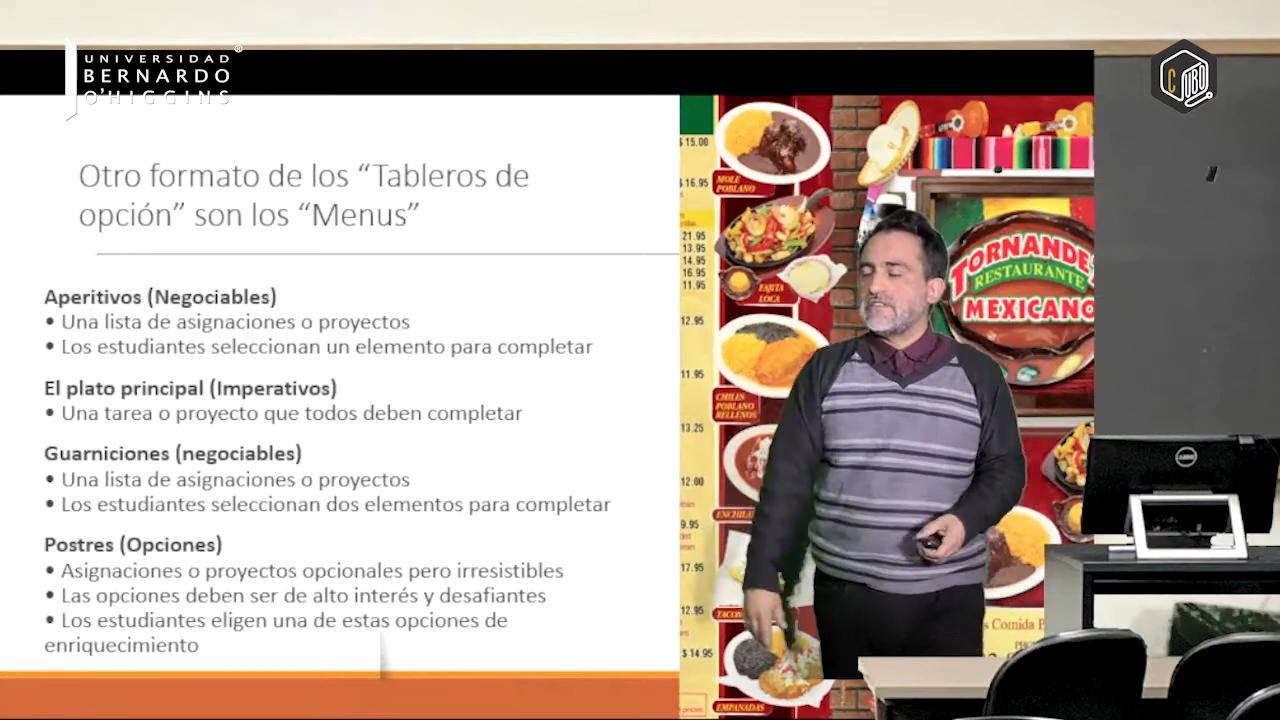 UNIVERSIDAD
BERNARDO
O'HIGGINS
®
CUBO
Otro formato de los “Tableros de
opción” son los “Menus”
Aperitivos (Negociables)
• Una lista de asignaciones o proyectos
• Los estudiantes seleccionan un elemento para completar
El plato principal (Imperativos)
• Una tarea o proyecto que todos deben completar
Guarniciones (negociables)
• Una lista de asignaciones o proyectos
• Los estudiantes seleccionan dos elementos para completar
Postres (Opciones)
• Asignaciones o proyectos opcionales pero irresistibles
• Las opciones deben ser de alto interés y desafiantes
• Los estudiantes eligen una de estas opciones de
enriquecimiento
$ 15.00
$ 16.95
21.95
13.95
14.95
16.95
11.95
12.95
11.95
13.25
12.00
9.95
17.95
12.95
$ 14.95
MOLE
POBLANO
FAJITA
LOCA
CHILES
POBLANO
RELLENOS
ENCHILA
TACOS
EMPANADAS
TORNANDE
RESTAURANTE
MEXICANO
Comida
DELL